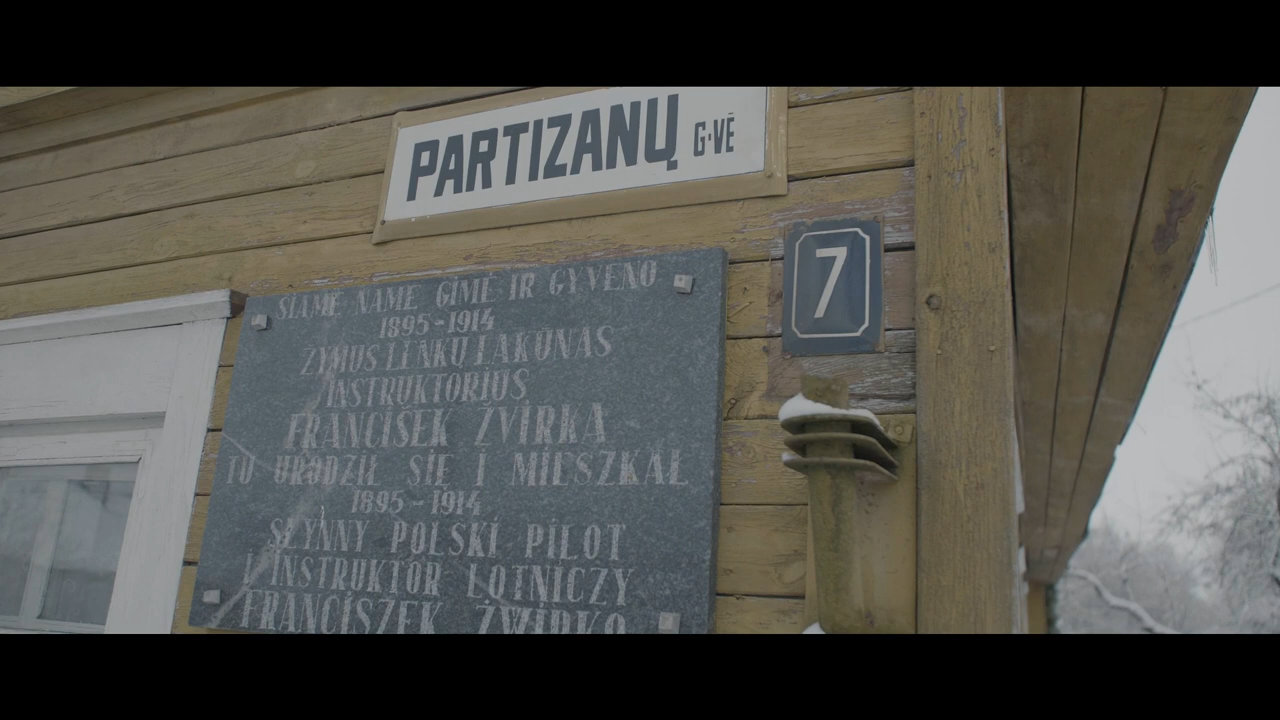 PARTIZANŲ G-VĖ
7
ŠIAME NAME GIMĖ IR GYVENO
1895-1914
ŽYMUS LENKŲ LAKŪNAS
INSTRUKTORIUS
FRANCIŠEK ŽVIRKA
TU URODZIŁ SIĘ I MIESZKAŁ
1895-1914
SŁYNNY POLSKI PILOT
I INSTRUKTOR LOTNICZY
FRANCISZEK ŻWIRKO